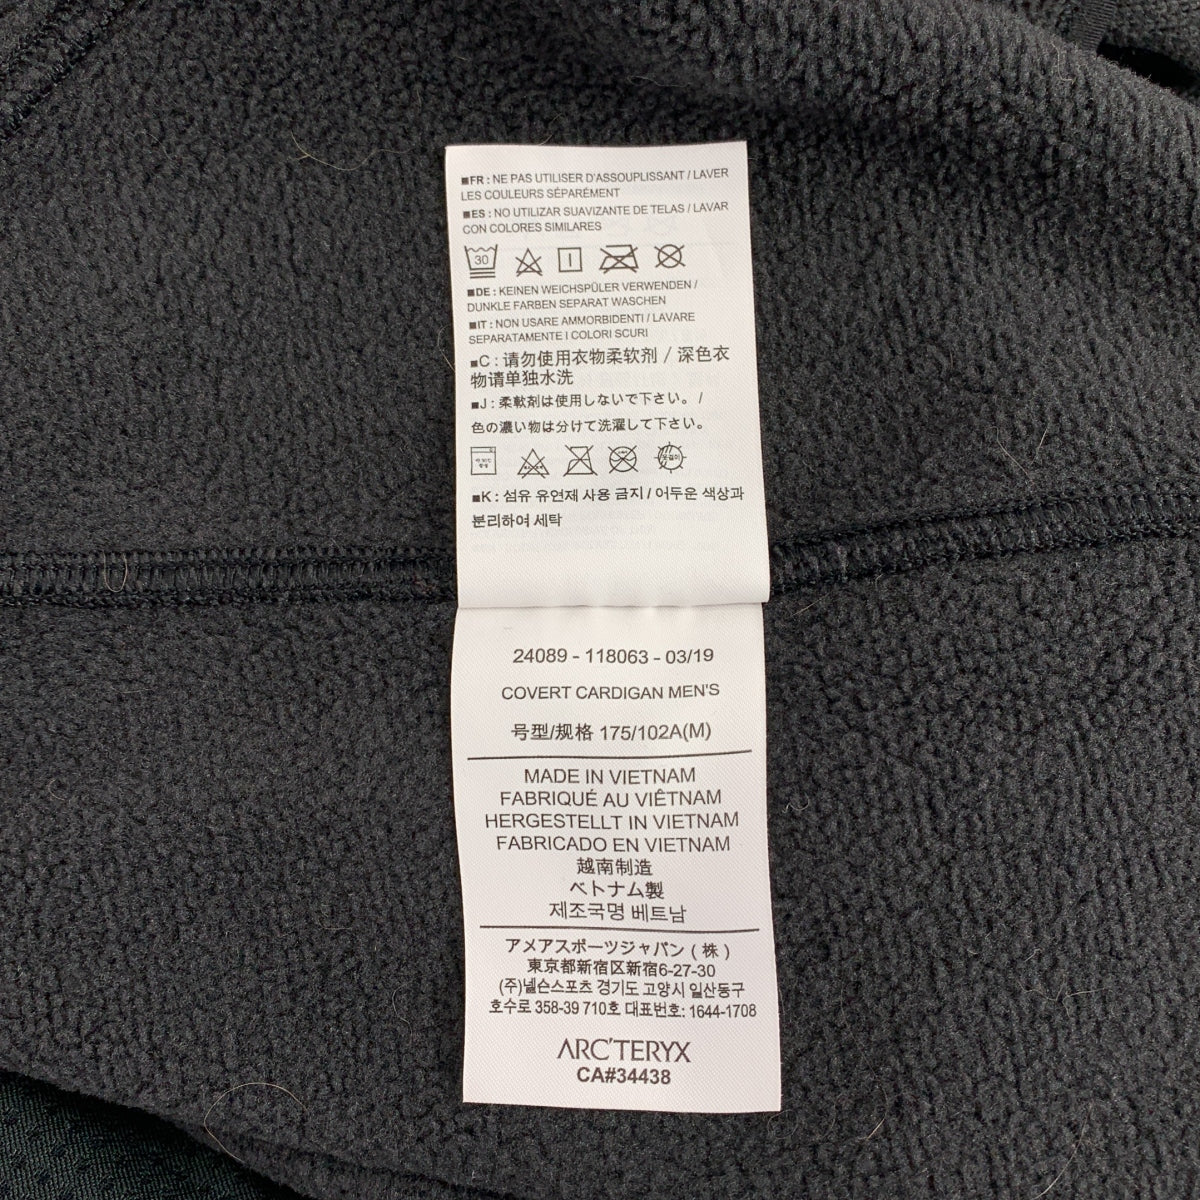 ■FR : NE PAS UTILISER D'ASSOUPLISSANT / LAVER
LES COULEURS SÉPARÉMENT
■ES : NO UTILIZAR SUAVIZANTE DE TELAS / LAVAR
CON COLORES SIMILARES
30
■DE : KEINEN WEICHSPÜLER VERWENDEN /
DUNKLE FARBEN SEPARAT WASCHEN
■IT : NON USARE AMMORBIDENTI / LAVARE
SEPARATAMENTE I COLORI SCURI
■C : 请勿使用衣物柔软剂 / 深色衣
物请单独水洗
■J : 柔軟剤は使用しないで下さい。/
色の濃い物は分けて洗濯して下さい。
■K : 섬유 유연제 사용 금지 / 어두운 색상과
분리하여 세탁
24089 - 118063 - 03/19
COVERT CARDIGAN MEN'S
号型/规格 175/102A(M)
MADE IN VIETNAM
FABRIQUÉ AU VIÊTNAM
HERGESTELLT IN VIETNAM
FABRICADO EN VIETNAM
越南制造
ベトナム製
제조국명 베트남
アメアスポーツジャパン (株)
東京都新宿区新宿6-27-30
(주)넬슨스포츠 경기도 고양시 일산동구
호수로 358-39 710호 대표번호: 1644-1708
ARC'TERYX
CA#34438